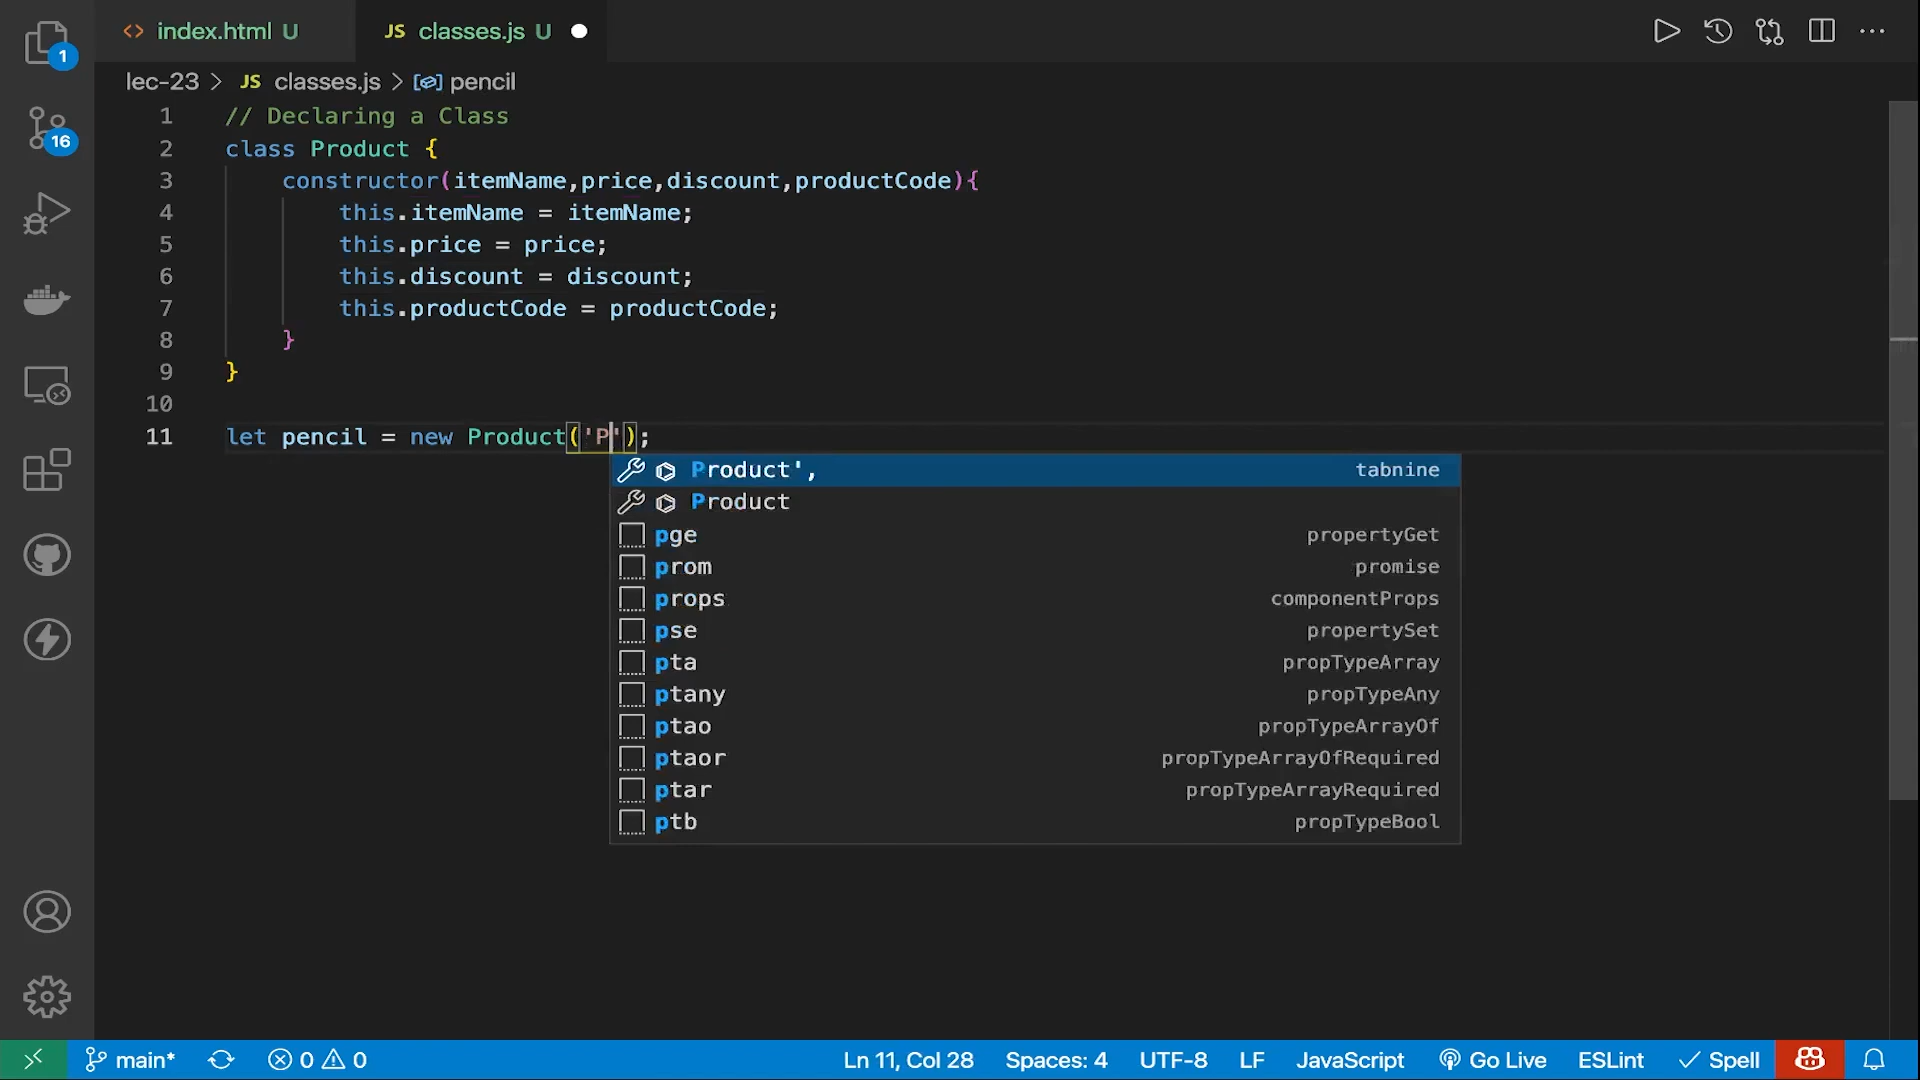 index.html U
JS classes.js U
1
16
lec-23 > JS classes.js > pencil
1 // Declaring a Class
2 class Product {
3 constructor(itemName,price,discount,productCode){
4 this.itemName = itemName;
5 this.price = price;
6 this.discount = discount;
7 this.productCode = productCode;
8 }
9 }
10
11 let pencil = new Product('P');
Product', tabnine
Product
pge propertyGet
prom promise
props componentProps
pse propertySet
pta propTypeArray
ptany propTypeAny
ptao propTypeArrayOf
ptaor propTypeArrayOfRequired
ptar propTypeArrayRequired
ptb propTypeBool
main* 0 0 Ln 11, Col 28 Spaces: 4 UTF-8 LF JavaScript Go Live ESLint Spell